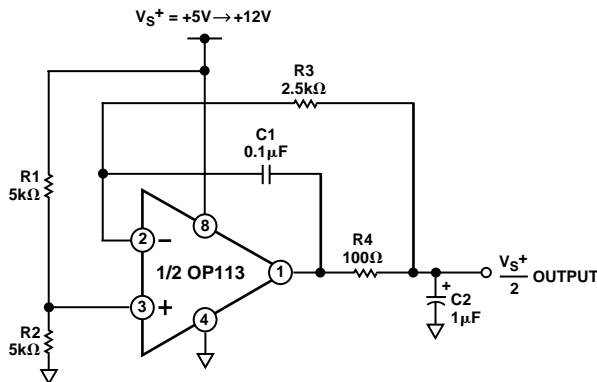 VS+ = +5V→+12V
R3
2.5kΩ
C1
0.1µF
R1
5kΩ
8
2
−
R4
100Ω
1/2 OP113
1
VS+
2
OUTPUT
3
+
4
+
C2
1µF
R2
5kΩ